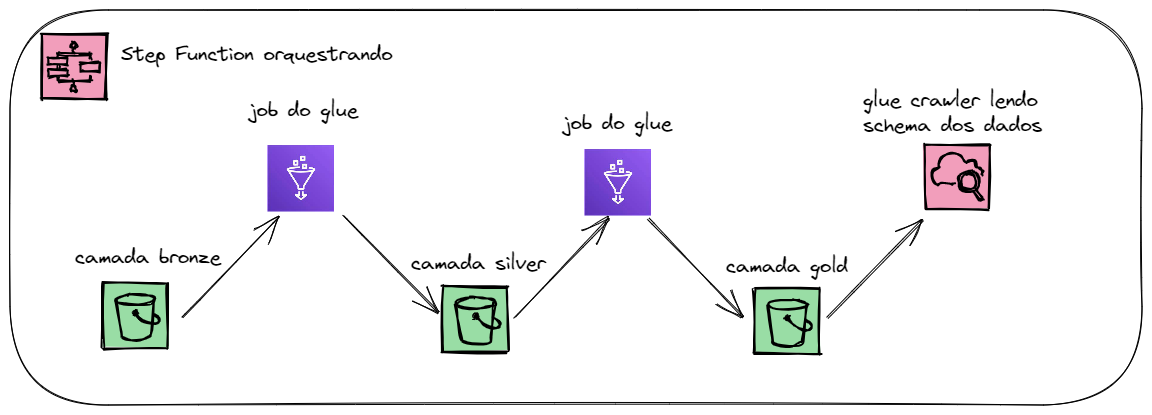 Step Function orquestrando
job do glue
job do glue
glue crawler lendo
schema dos dados
camada bronze
camada silver
camada gold